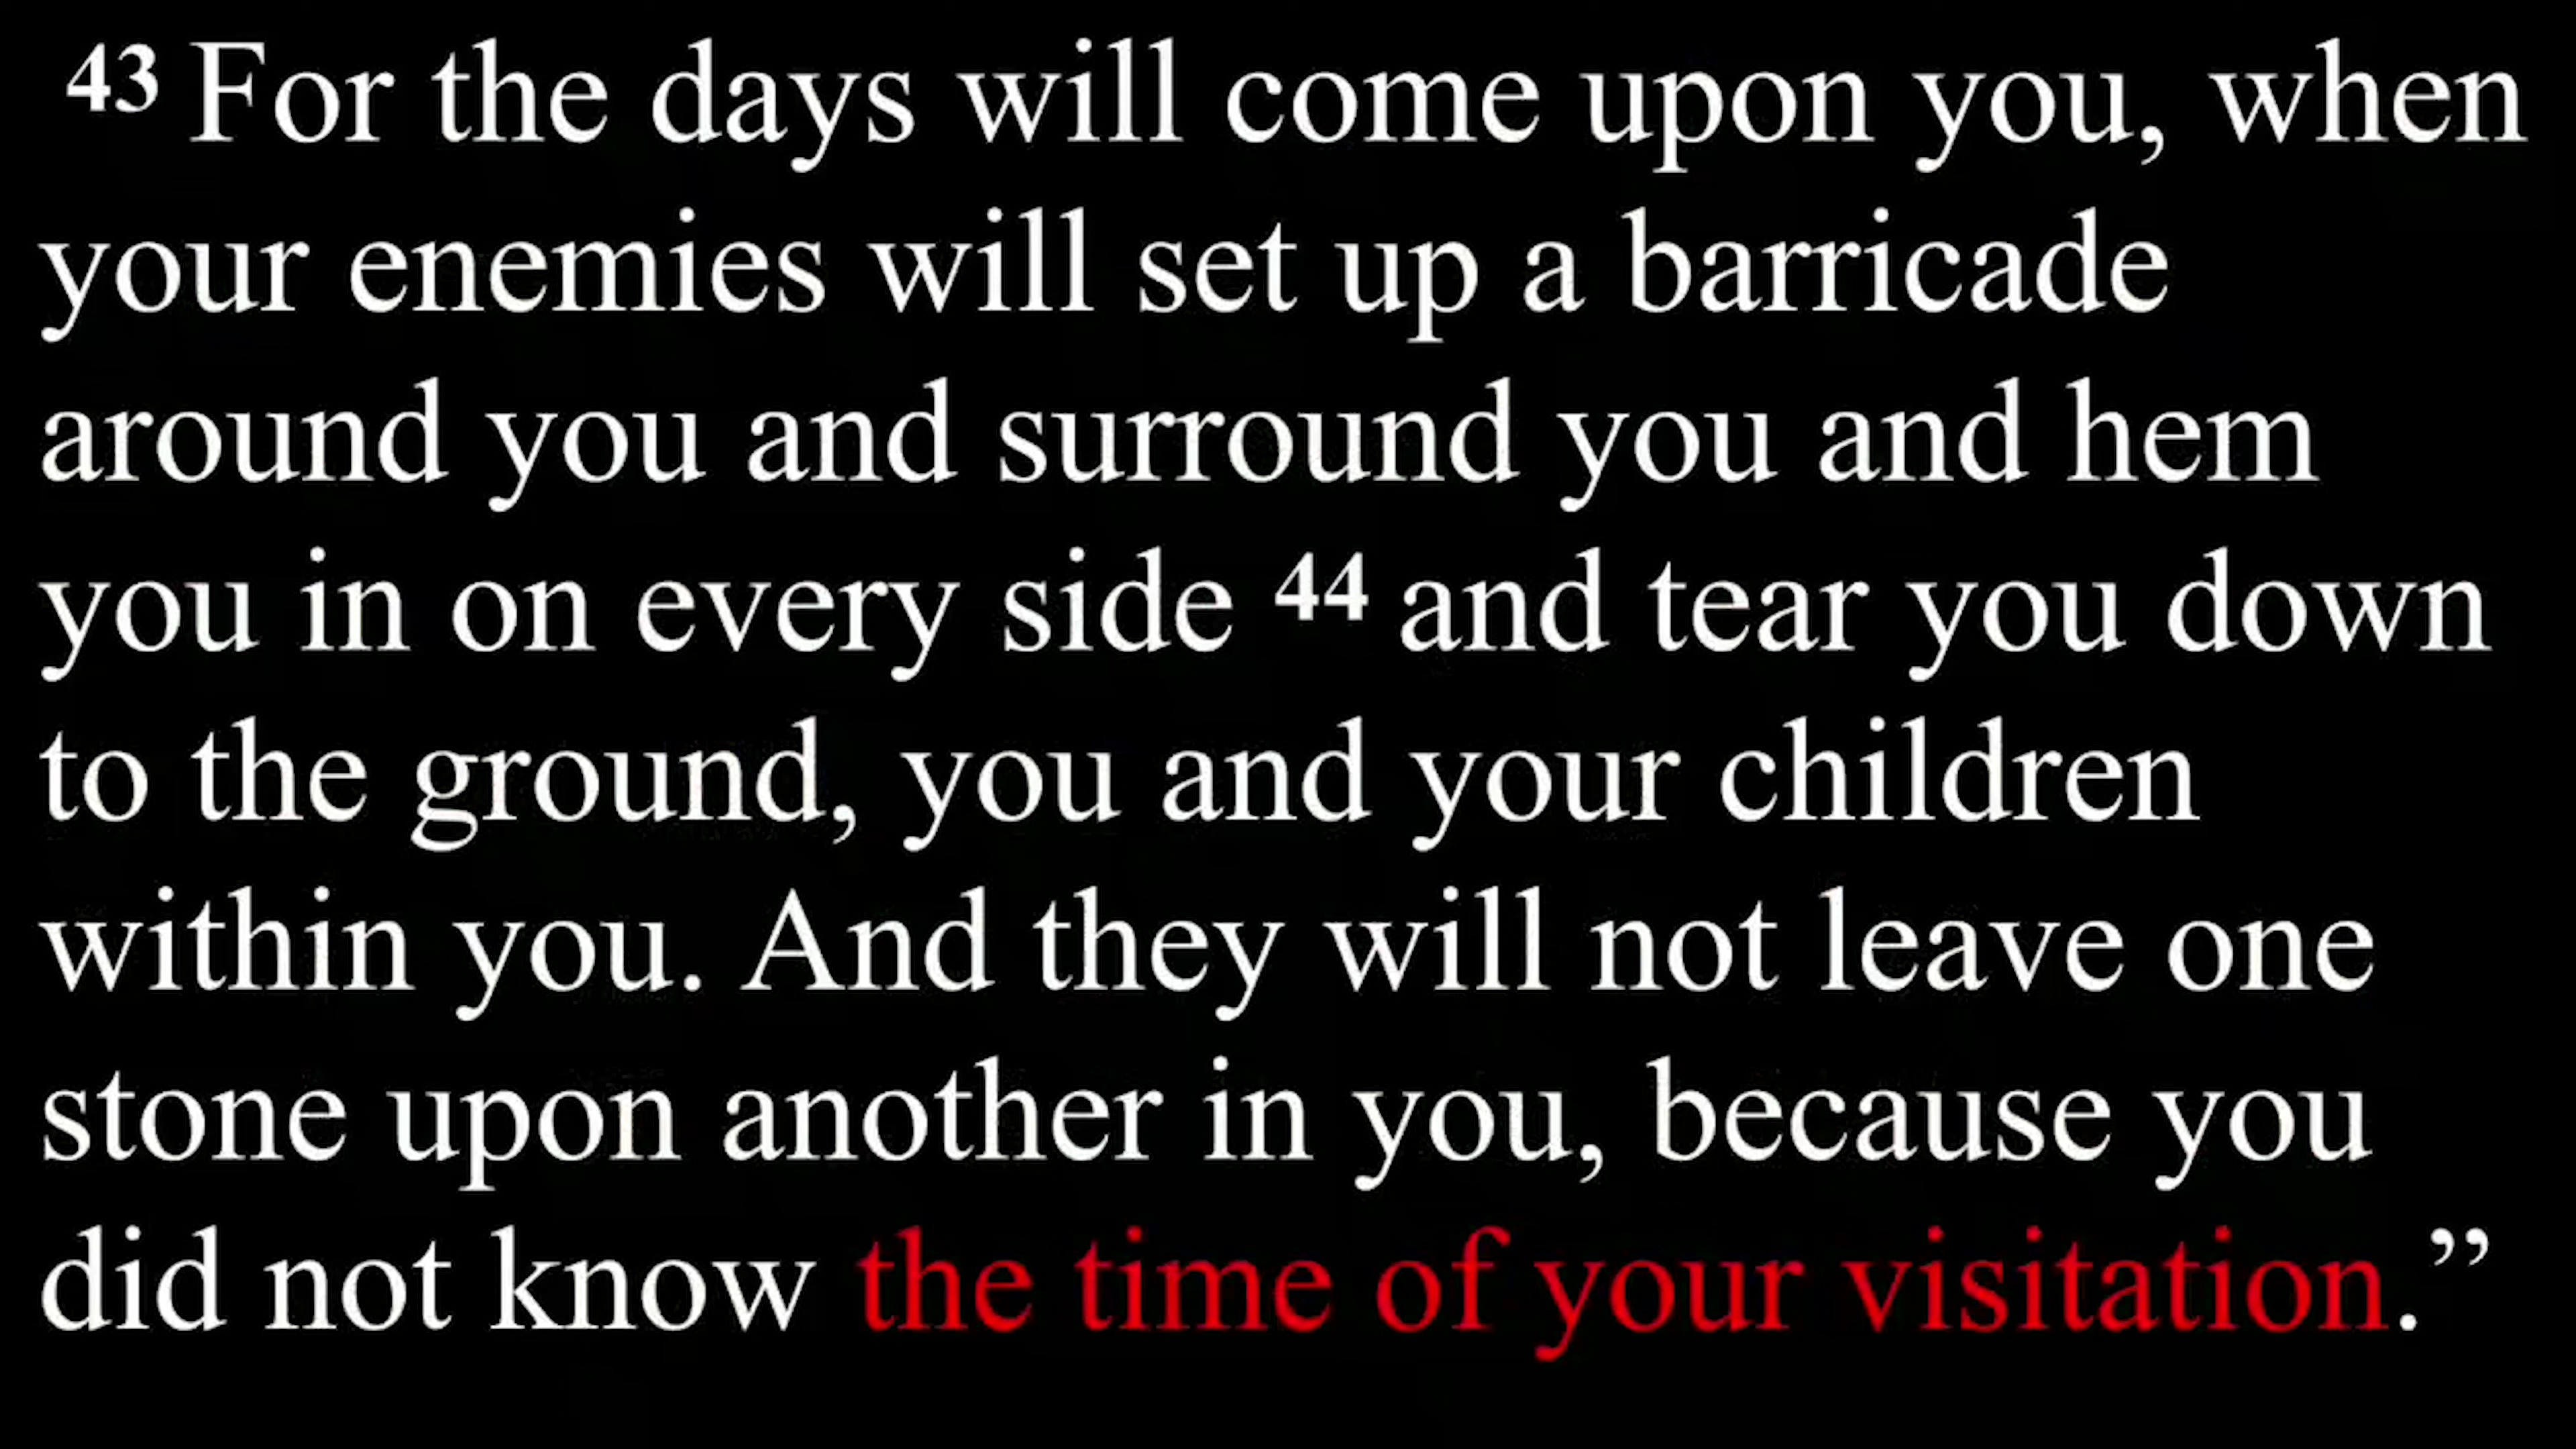 43 For the days will come upon you, when
your enemies will set up a barricade
around you and surround you and hem
you in on every side 44 and tear you down
to the ground, you and your children
within you. And they will not leave one
stone upon another in you, because you
did not know the time of your visitation.”